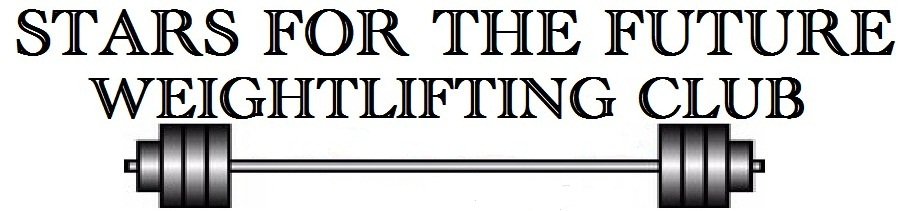 STARS FOR THE FUTURE
WEIGHTLIFTING CLUB